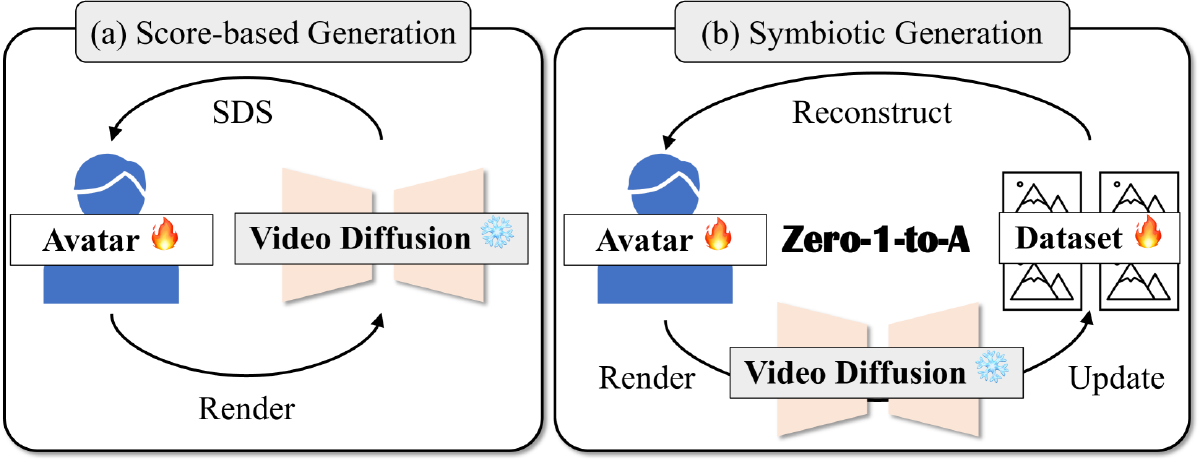 (a) Score-based Generation
SDS
Avatar
Video Diffusion
Render
(b) Symbiotic Generation
Reconstruct
Avatar
Zero-1-to-A
Dataset
Render
Video Diffusion
Update